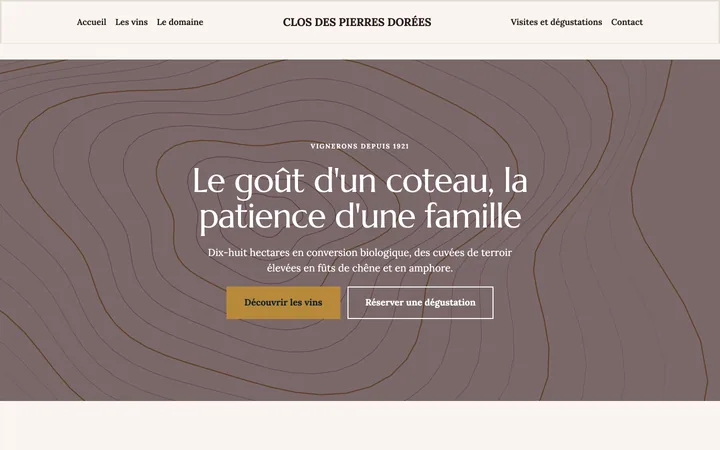 Accueil Les vins Le domaine CLOS DES PIERRES DORÉES Visites et dégustations Contact
VIGNERONS DEPUIS 1921
Le goût d'un coteau, la
patience d'une famille
Dix-huit hectares en conversion biologique, des cuvées de terroir
élevées en fûts de chêne et en amphore.
Découvrir les vins Réserver une dégustation